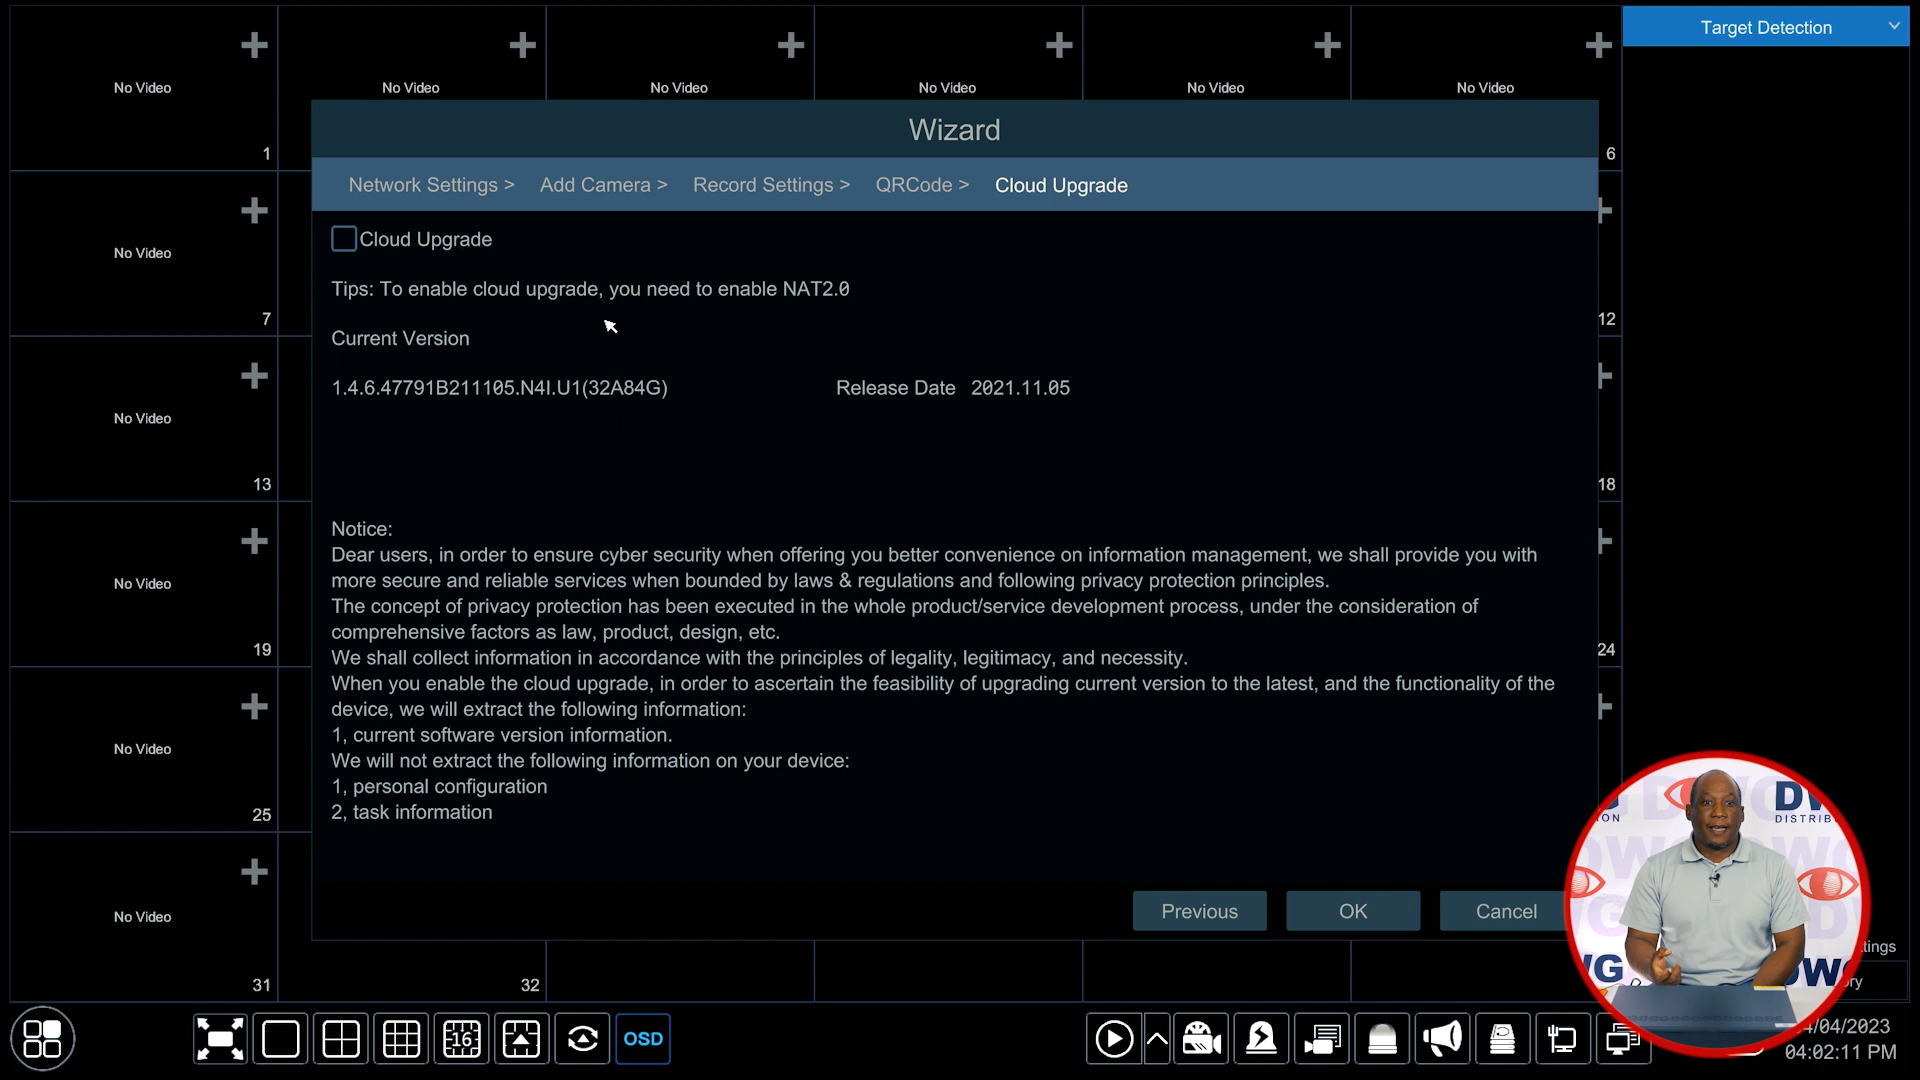 Target Detection
No Video
No Video
No Video
No Video
No Video
No Video
1
6
Wizard
Network Settings >
Add Camera >
Record Settings >
QRCode >
Cloud Upgrade
Cloud Upgrade
Tips: To enable cloud upgrade, you need to enable NAT2.0
Current Version
1.4.6.47791B211105.N4I.U1(32A84G)
Release Date 2021.11.05
Notice:
Dear users, in order to ensure cyber security when offering you better convenience on information management, we shall provide you with
more secure and reliable services when bounded by laws & regulations and following privacy protection principles.
The concept of privacy protection has been executed in the whole product/service development process, under the consideration of
comprehensive factors as law, product, design, etc.
We shall collect information in accordance with the principles of legality, legitimacy, and necessity.
When you enable the cloud upgrade, in order to ascertain the feasibility of upgrading current version to the latest, and the functionality of the
device, we will extract the following information:
1, current software version information.
We will not extract the following information on your device:
1, personal configuration
2, task information
Previous
OK
Cancel
No Video
7
12
No Video
13
18
No Video
19
24
No Video
25
No Video
31
32
OSD
16
DWG
04:02:11 PM